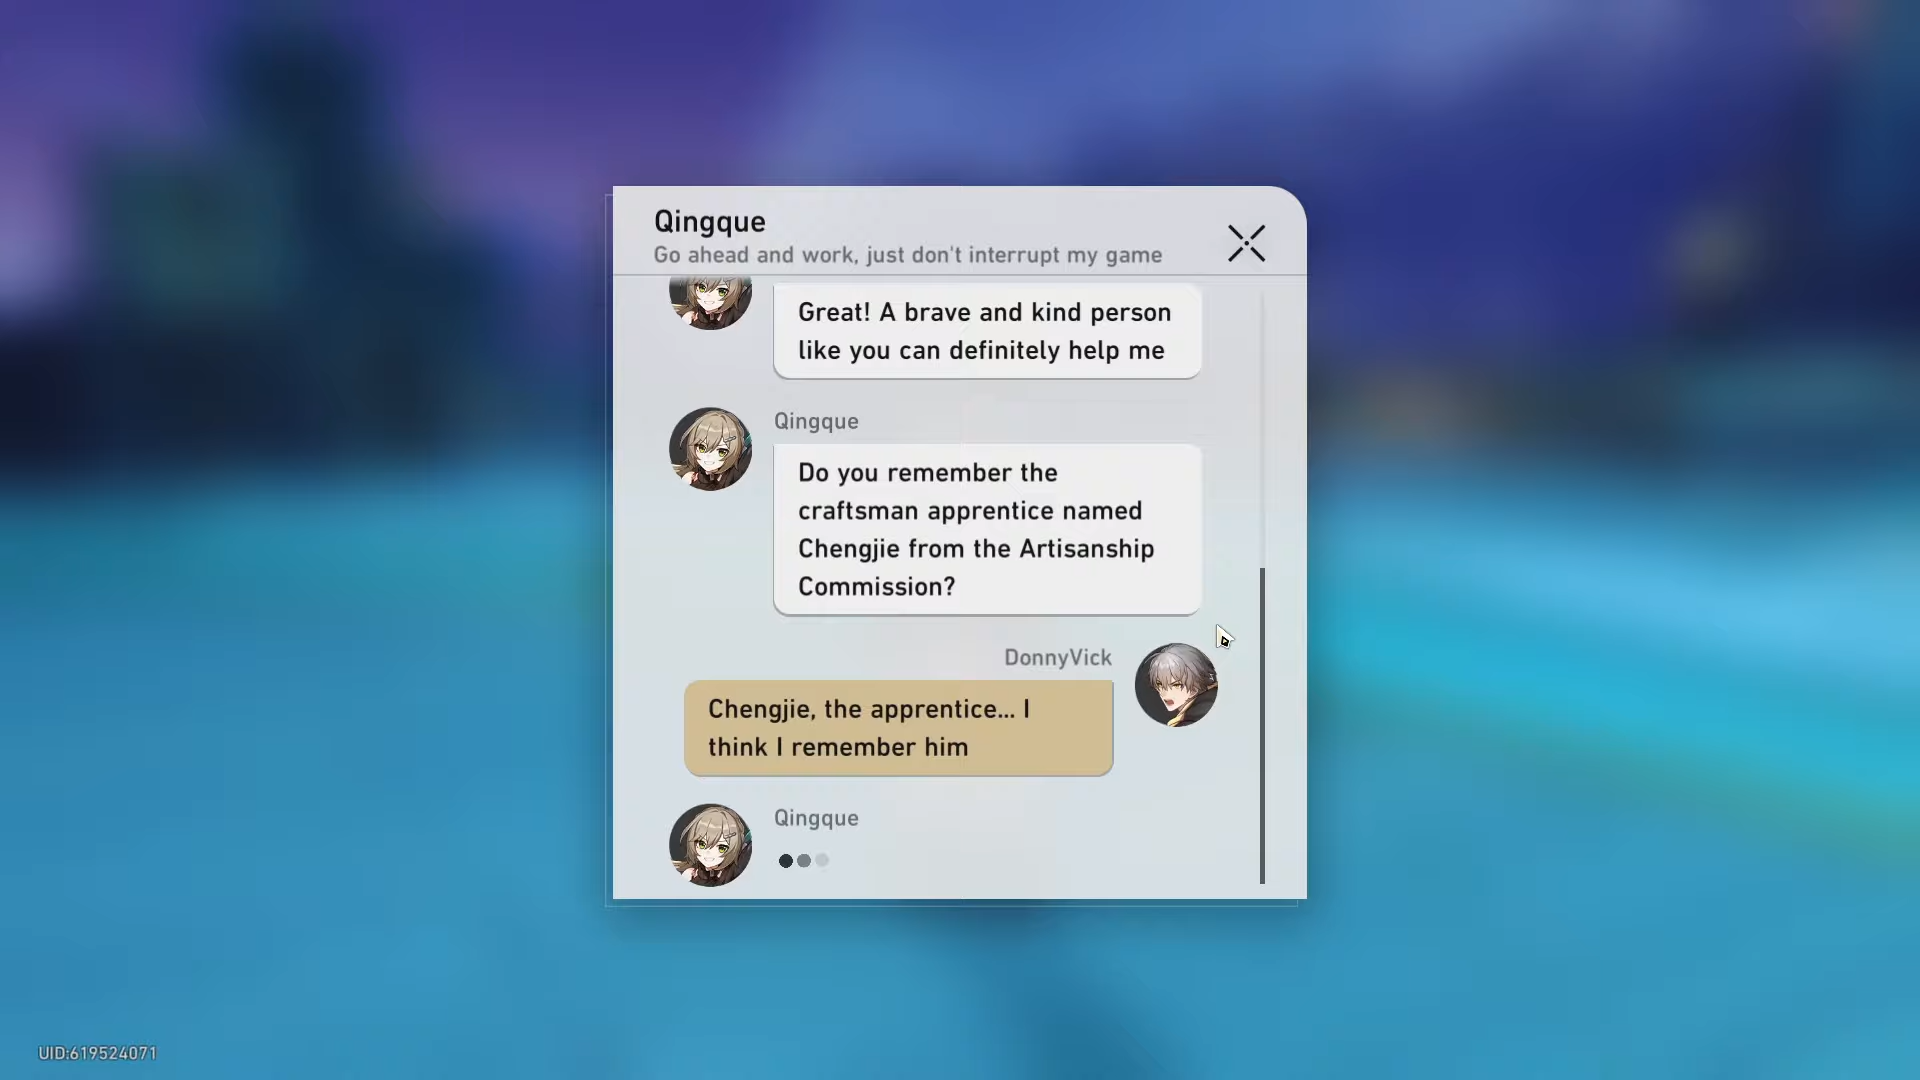 Qingque
Go ahead and work, just don't interrupt my game
Great! A brave and kind person
like you can definitely help me
Qingque
Do you remember the
craftsman apprentice named
Chengjie from the Artisanship
Commission?
DonnyVick
Chengjie, the apprentice... I
think I remember him
Qingque
UID:619524071